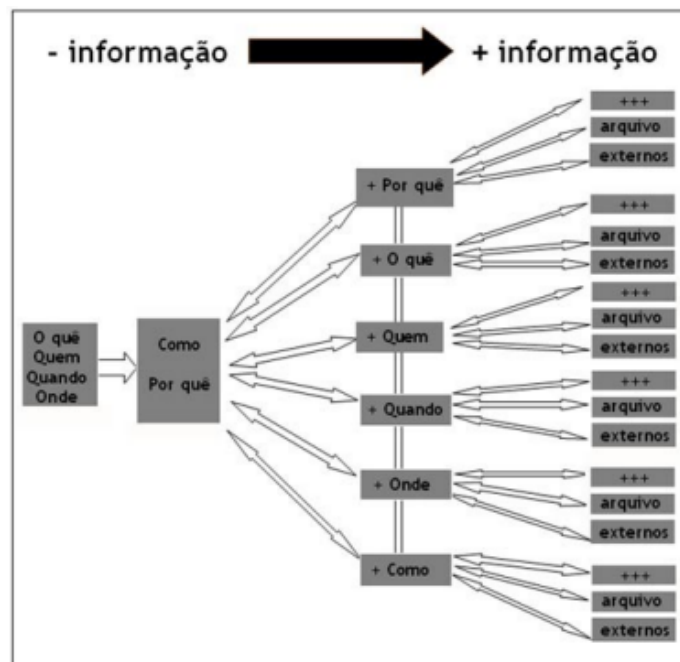 - informação
+ informação
O quê
Quem
Quando
Onde
Como
Por quê
+ Por quê
+ O quê
+ Quem
+ Quando
+ Onde
+ Como
+++
arquivo
externos
+++
arquivo
externos
+++
arquivo
externos
+++
arquivo
externos
+++
arquivo
externos
+++
arquivo
externos